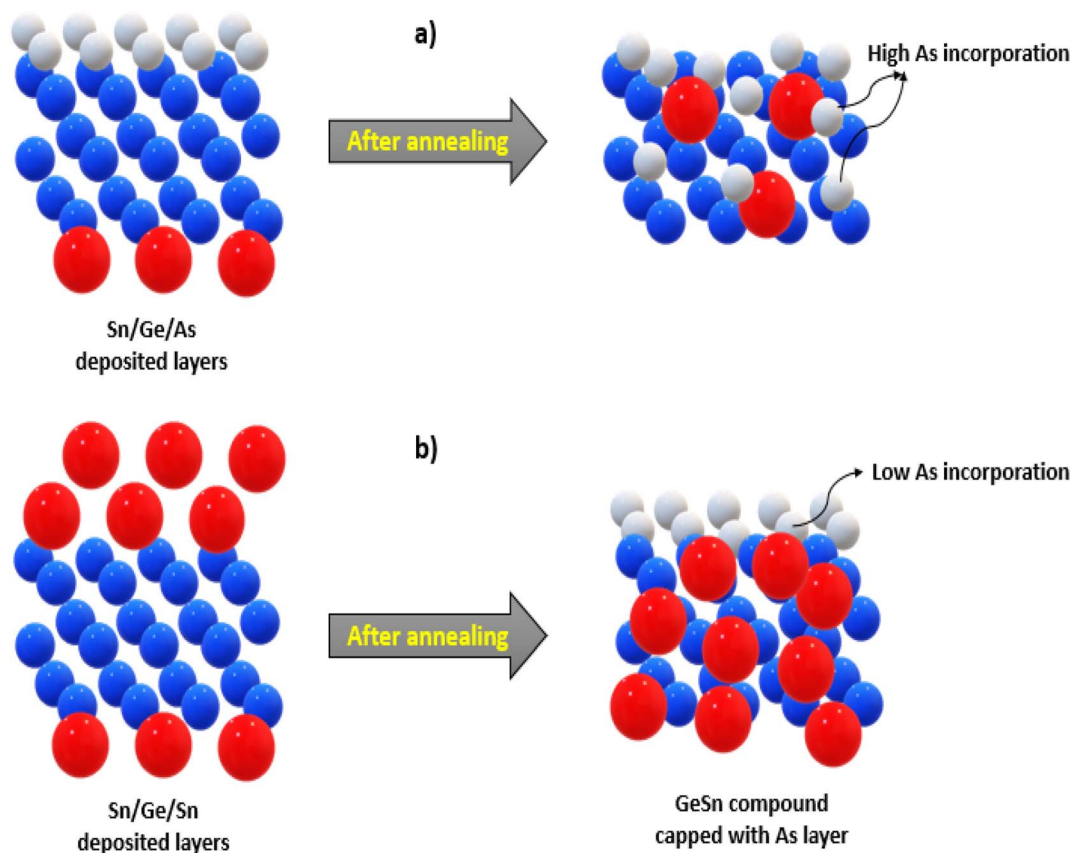 a)
After annealing
High As incorporation
Sn/Ge/As
deposited layers
b)
After annealing
Low As incorporation
Sn/Ge/Sn
deposited layers
GeSn compound
capped with As layer